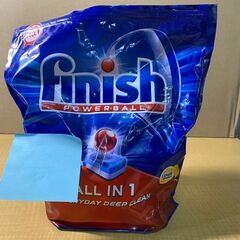 finish
POWERBALL
ALL IN 1
EVERYDAY DEEP CLEAN